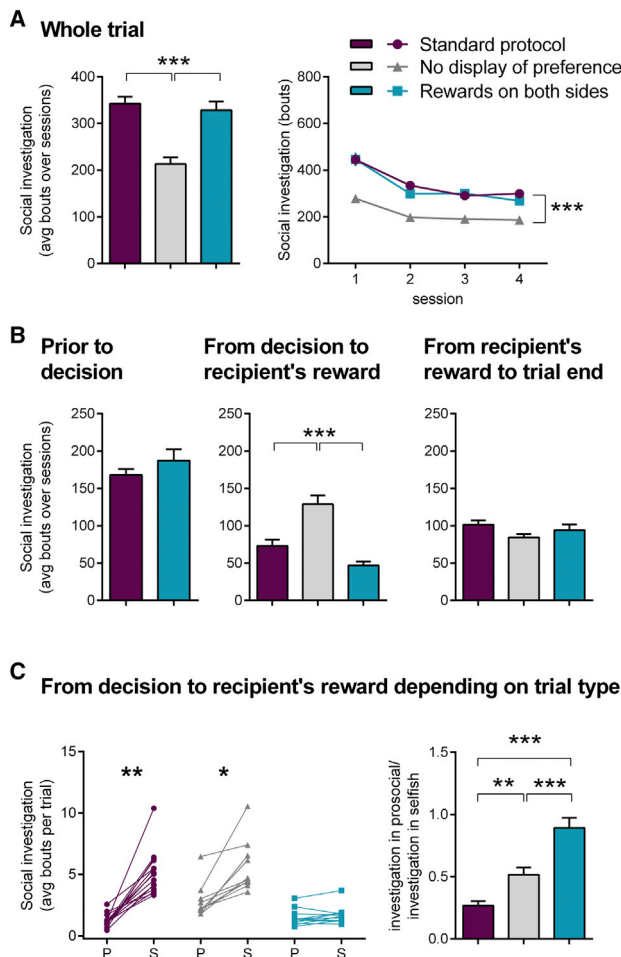 A Whole trial
***
Social investigation
(avg bouts over sessions)
400
300
200
100
0
Standard protocol
No display of preference
Rewards on both sides
Social investigation (bouts)
800
600
400
200
0
***
1 2 3 4
session
B
Prior to
decision
From decision to
recipient's reward
From recipient's
reward to trial end
Social investigation
(avg bouts over sessions)
250
200
150
100
50
0
250
200
150
100
50
0
***
250
200
150
100
50
0
C From decision to recipient's reward depending on trial type
Social investigation
(avg bouts per trial)
15
10
5
0
** *
P S P S P S
investigation in prosocial/
investigation in selfish
1.5
1.0
0.5
0.0
***
** ***